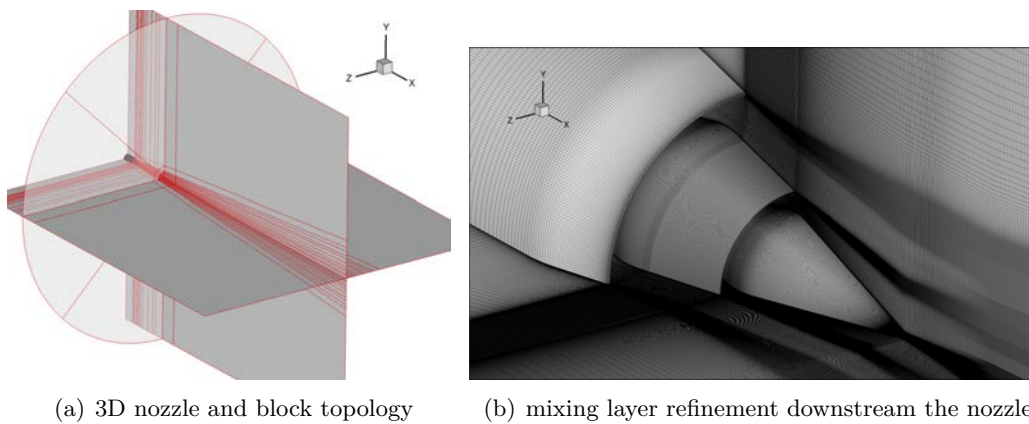 Y
Z
X
Y
Z
X
(a) 3D nozzle and block topology
(b) mixing layer refinement downstream the nozzle